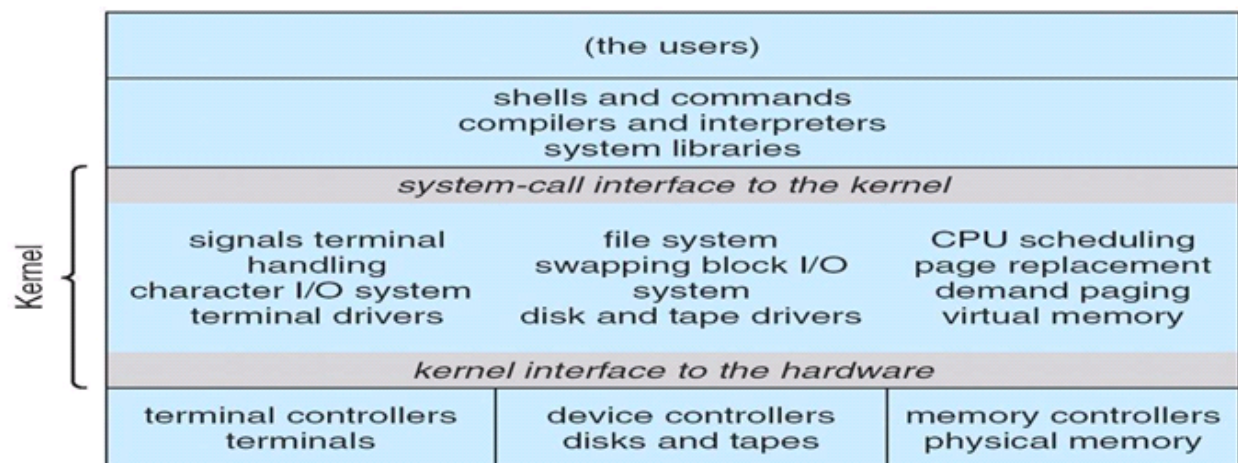 (the users)
shells and commands
compilers and interpreters
system libraries
Kernel
system-call interface to the kernel
signals terminal
handling
character I/O system
terminal drivers
file system
swapping block I/O
system
disk and tape drivers
CPU scheduling
page replacement
demand paging
virtual memory
kernel interface to the hardware
terminal controllers
terminals
device controllers
disks and tapes
memory controllers
physical memory